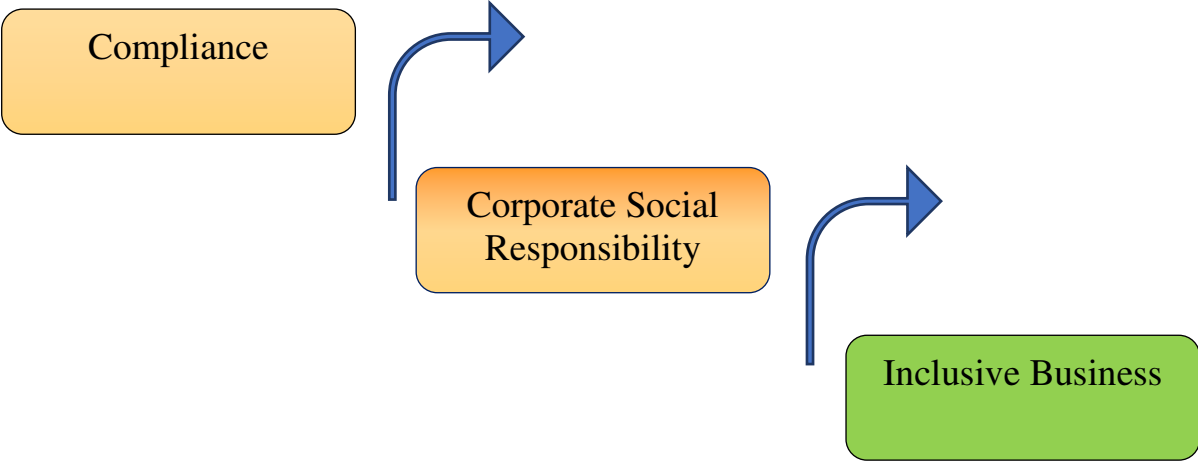 Compliance
Corporate Social
Responsibility
Inclusive Business